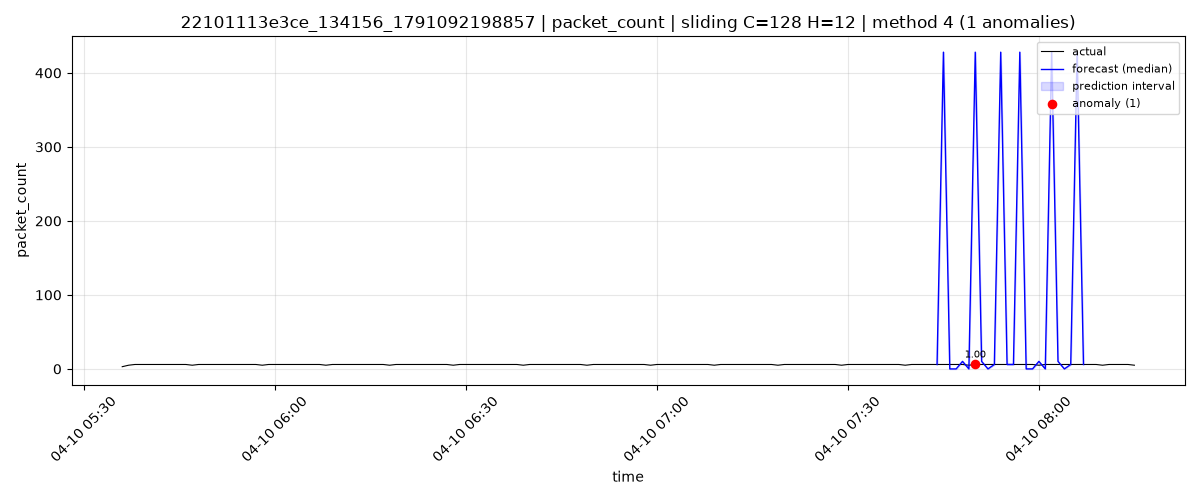 22101113e3ce_134156_1791092198857 | packet_count | sliding C=128 H=12 | method 4 (1 anomalies)
actual
forecast (median)
prediction interval
anomaly (1)
packet_count
400
300
200
100
0
1.00
04-10 05:30
04-10 06:00
04-10 06:30
04-10 07:00
04-10 07:30
04-10 08:00
time